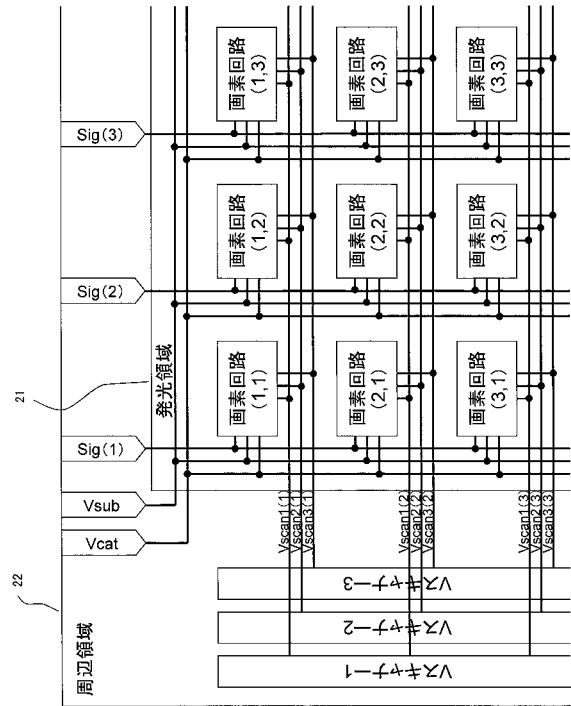 22
周辺領域
Vcat
Vsub
Sig(1)
Sig(2)
Sig(3)
21
発光領域
画素回路
(1,1)
画素回路
(1,2)
画素回路
(1,3)
Vscan1(1)
Vscan2(1)
Vscan3(1)
画素回路
(2,1)
画素回路
(2,2)
画素回路
(2,3)
Vscan1(2)
Vscan2(2)
Vscan3(2)
画素回路
(3,1)
画素回路
(3,2)
画素回路
(3,3)
Vscan1(3)
Vscan2(3)
Vscan3(3)
Vスキャナー1
Vスキャナー2
Vスキャナー3